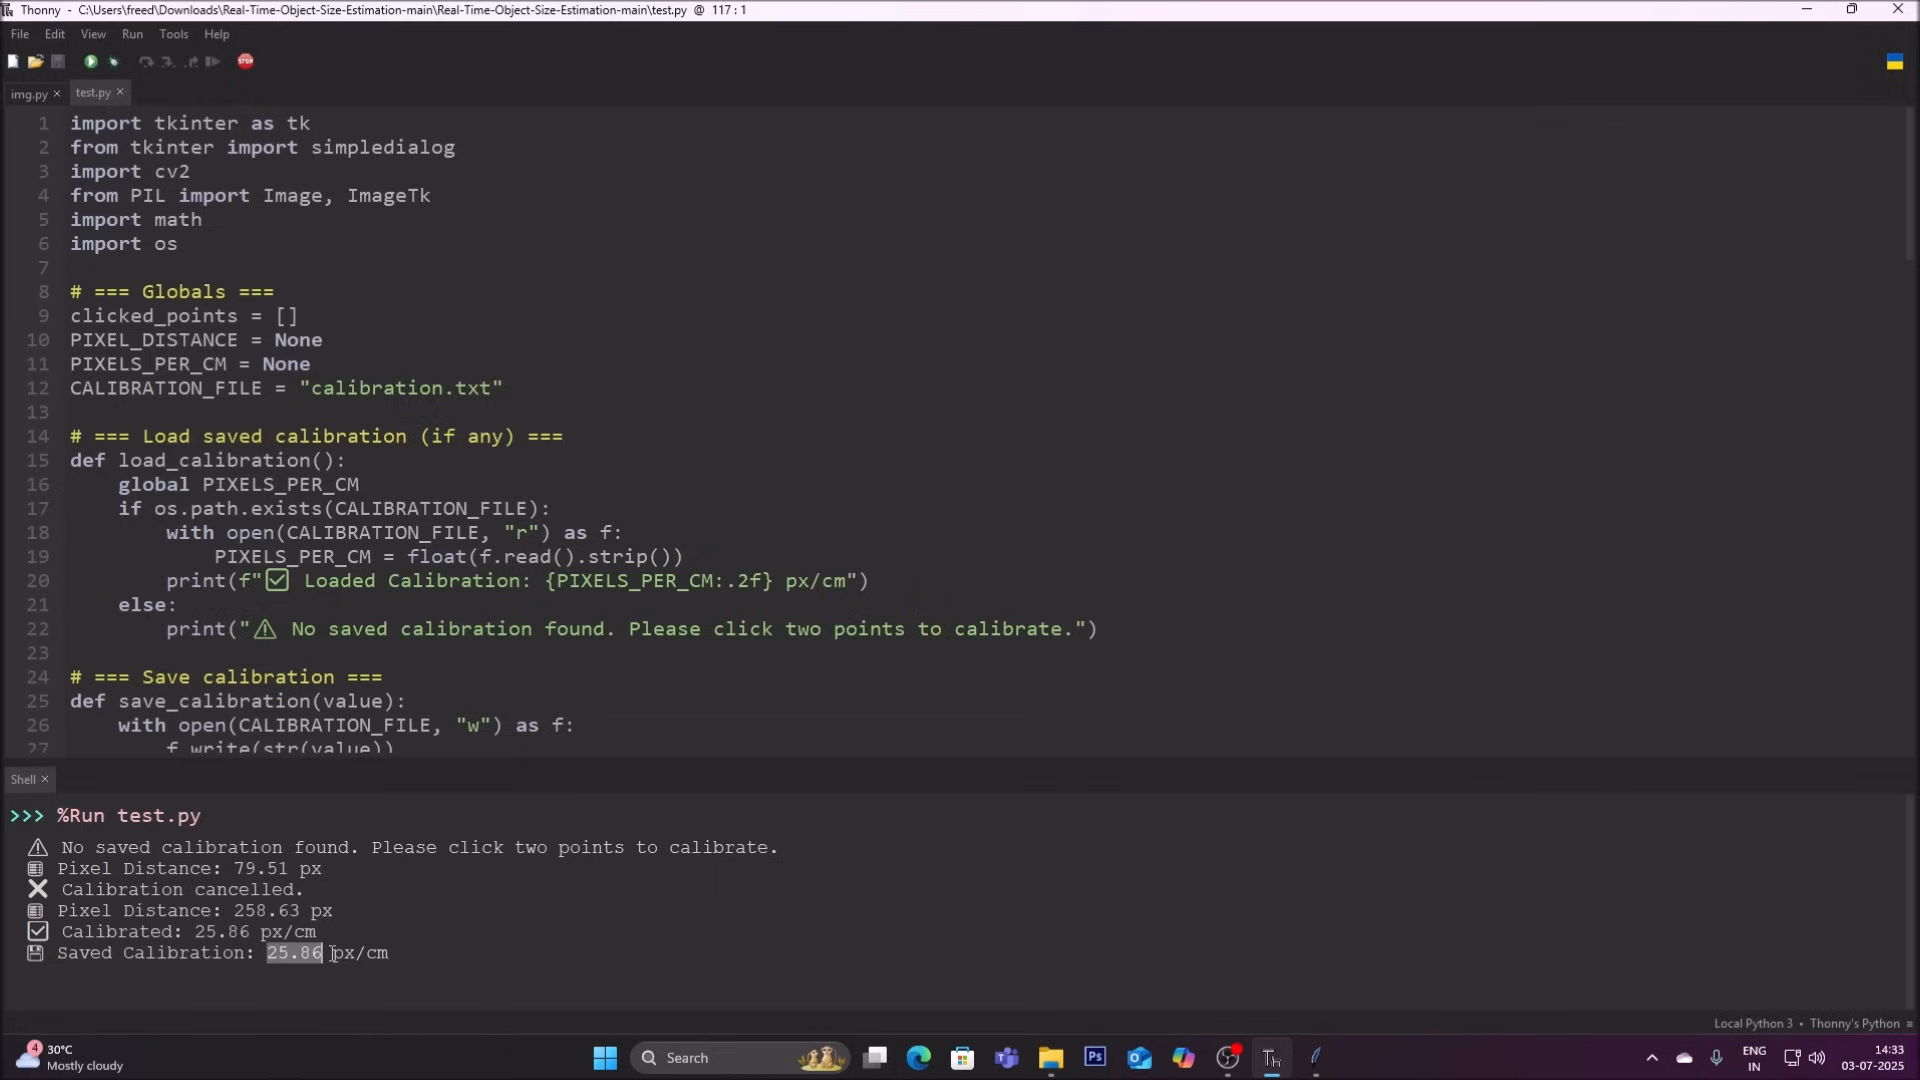 Thonny - C:\Users\freed\Downloads\Real-Time-Object-Size-Estimation-main\Real-Time-Object-Size-Estimation-main\test.py @ 117 : 1
File Edit View Run Tools Help
STOP
img.py × test.py ×
1 import tkinter as tk
2 from tkinter import simpledialog
3 import cv2
4 from PIL import Image, ImageTk
5 import math
6 import os
7
8 # === Globals ===
9 clicked_points = []
10 PIXEL_DISTANCE = None
11 PIXELS_PER_CM = None
12 CALIBRATION_FILE = "calibration.txt"
13
14 # === Load saved calibration (if any) ===
15 def load_calibration():
16 global PIXELS_PER_CM
17 if os.path.exists(CALIBRATION_FILE):
18 with open(CALIBRATION_FILE, "r") as f:
19 PIXELS_PER_CM = float(f.read().strip())
20 print(f"✅ Loaded Calibration: {PIXELS_PER_CM:.2f} px/cm")
21 else:
22 print("⚠ No saved calibration found. Please click two points to calibrate.")
23
24 # === Save calibration ===
25 def save_calibration(value):
26 with open(CALIBRATION_FILE, "w") as f:
27 f.write(str(value))
Shell ×
>>> %Run test.py
⚠ No saved calibration found. Please click two points to calibrate.
Pixel Distance: 79.51 px
❌ Calibration cancelled.
Pixel Distance: 258.63 px
✅ Calibrated: 25.86 px/cm
💾 Saved Calibration: 25.86 px/cm
Local Python 3 • Thonny's Python ≡
4 30°C
Mostly cloudy
Search
Ps
Th
ENG
IN
14:33
03-07-2025